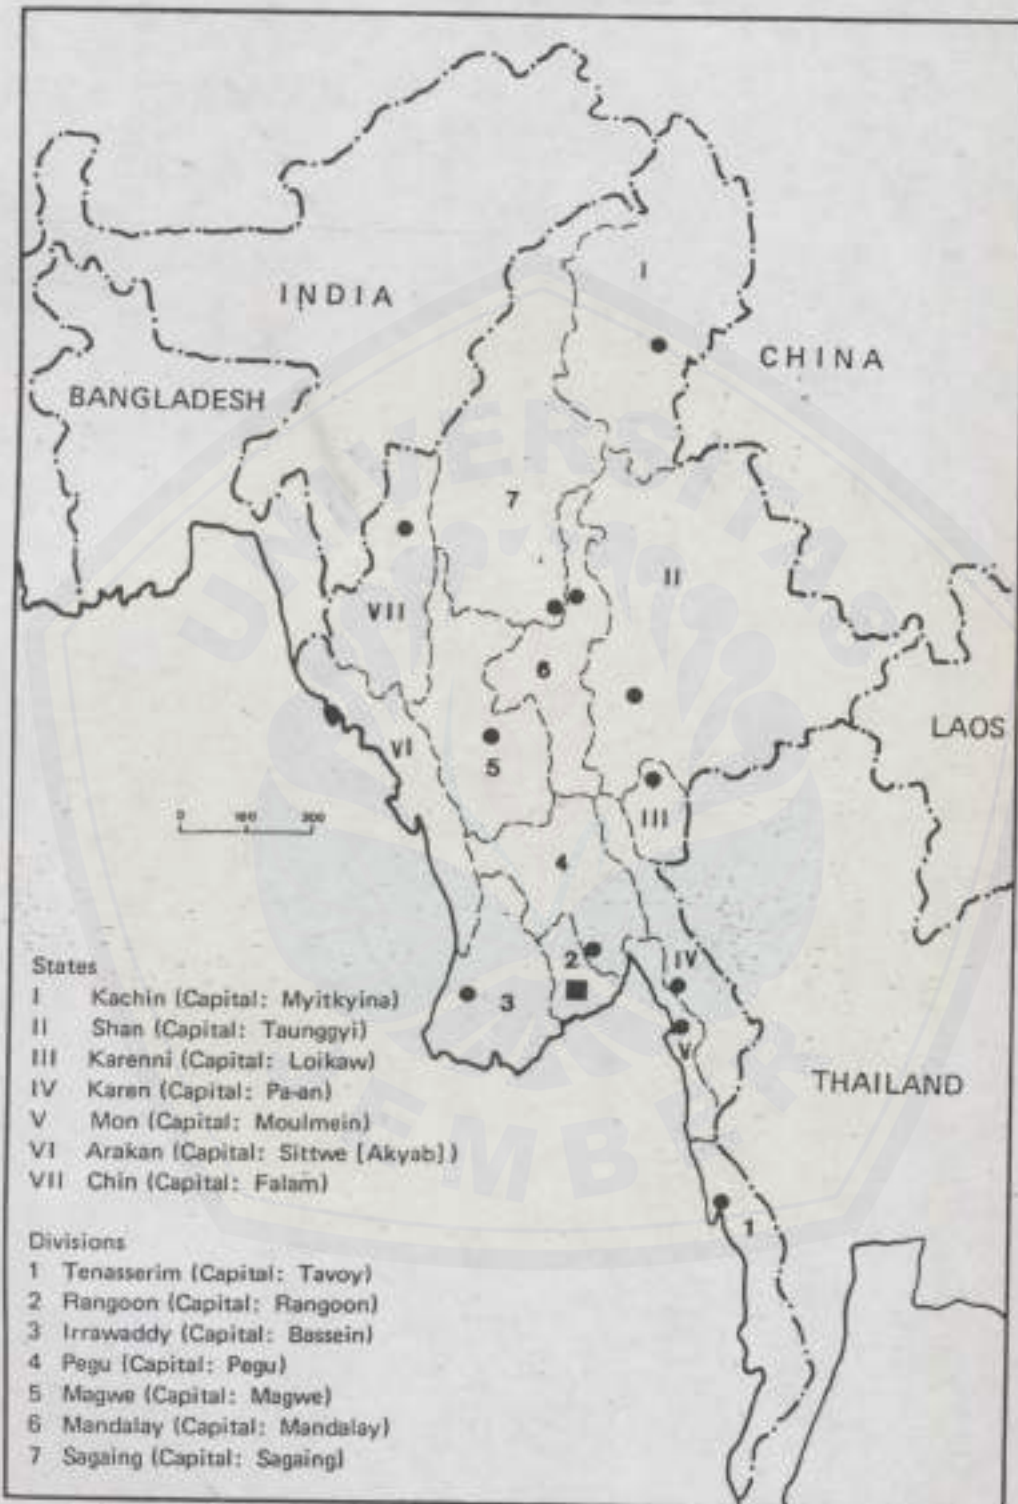 INDIA
I
CHINA
BANGLADESH
7
II
VII
6
LAOS
VI
5
III
0 100 200
4
2 IV
3
V
THAILAND
1
States
I Kachin (Capital: Myitkyina)
II Shan (Capital: Taunggyi)
III Karenni (Capital: Loikaw)
IV Karen (Capital: Pa-an)
V Mon (Capital: Moulmein)
VI Arakan (Capital: Sittwe [Akyab])
VII Chin (Capital: Falam)
Divisions
1 Tenasserim (Capital: Tavoy)
2 Rangoon (Capital: Rangoon)
3 Irrawaddy (Capital: Bassein)
4 Pegu (Capital: Pegu)
5 Magwe (Capital: Magwe)
6 Mandalay (Capital: Mandalay)
7 Sagaing (Capital: Sagaing)
UNIVERSITAS
JEMBER